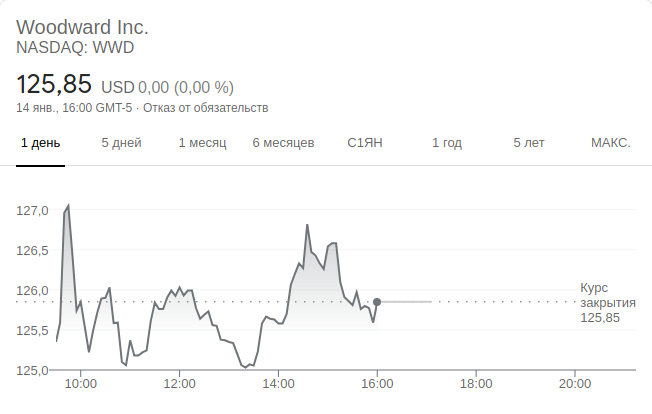 Woodward Inc.
NASDAQ: WWD
125,85 USD 0,00 (0,00 %)
14 янв., 16:00 GMT-5 · Отказ от обязательств
1 день 5 дней 1 месяц 6 месяцев С1ЯН 1 год 5 лет МАКС.
127,0
126,5
126,0
125,5
125,0
Курс
закрытия
125,85
10:00 12:00 14:00 16:00 18:00 20:00